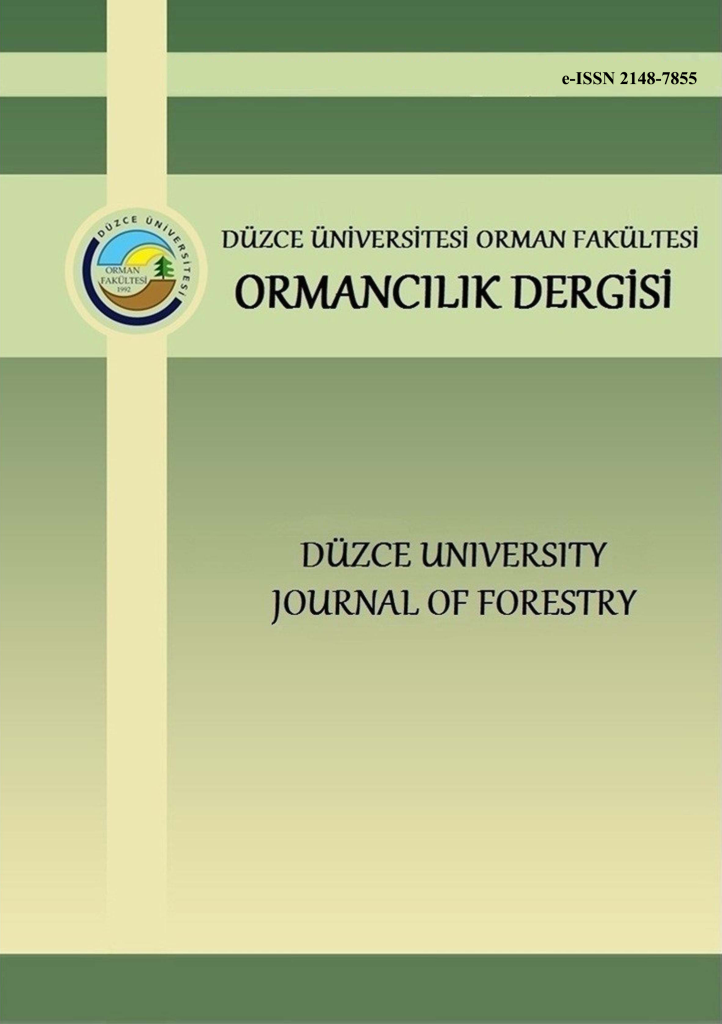 e-ISSN 2148-7855
DÜZCE ÜNİVERSİTESİ
ORMAN
FAKÜLTESİ
1992
DÜZCE ÜNİVERSİTESİ ORMAN FAKÜLTESİ
ORMANCILIK DERGİSİ
DÜZCE UNIVERSITY
JOURNAL OF FORESTRY